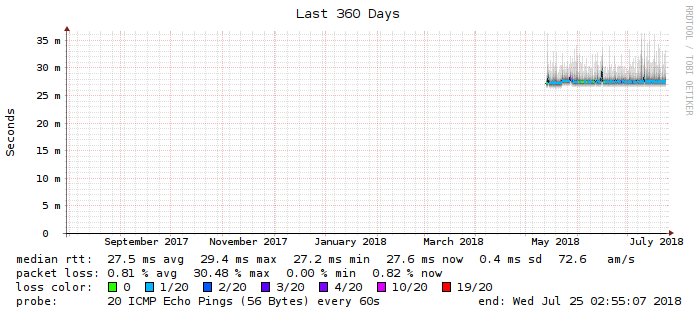 Last 360 Days
RRDTOOL / TOBI OETIKER
Seconds
35 m
30 m
25 m
20 m
15 m
10 m
5 m
0
September 2017 November 2017 January 2018 March 2018 May 2018 July 2018
median rtt: 27.5 ms avg 29.4 ms max 27.2 ms min 27.6 ms now 0.4 ms sd 72.6 am/s
packet loss: 0.81 % avg 30.48 % max 0.00 % min 0.82 % now
loss color: 0 1/20 2/20 3/20 4/20 10/20 19/20
probe: 20 ICMP Echo Pings (56 Bytes) every 60s end: Wed Jul 25 02:55:07 2018